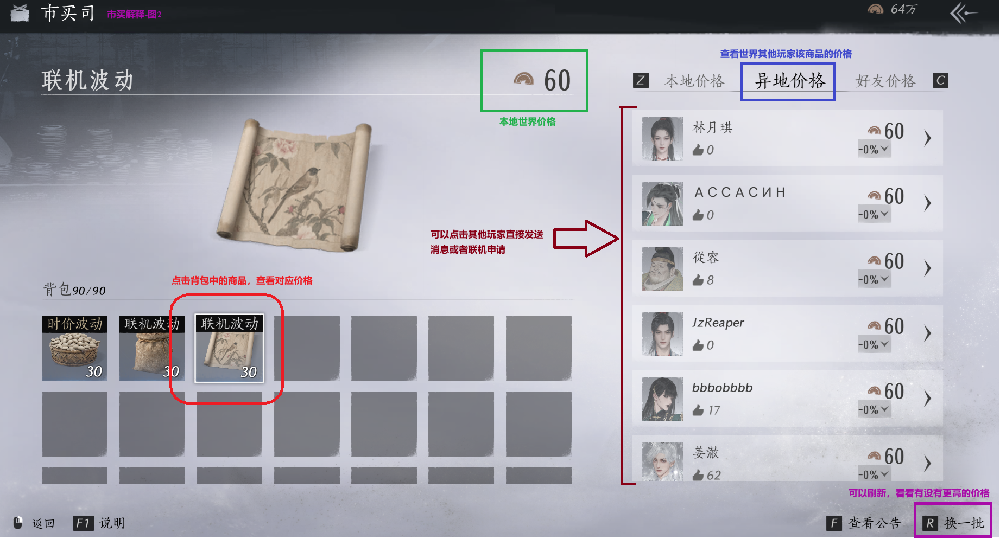 市买司
市买解释-图2
64万
联机波动
60
本地世界价格
查看世界其他玩家该商品的价格
Z 本地价格 异地价格 好友价格 C
林月琪
0
60
-0%
АССАСИН
0
60
-0%
從容
8
60
-0%
JzReaper
0
60
-0%
bbbobbbb
17
60
-0%
姜澈
62
60
-0%
可以点击其他玩家直接发送
消息或者联机申请
点击背包中的商品，查看对应价格
背包90/90
时价波动
30
联机波动
30
联机波动
30
可以刷新，看看有没有更高的价格
返回
F1 说明
F 查看公告
R 换一批